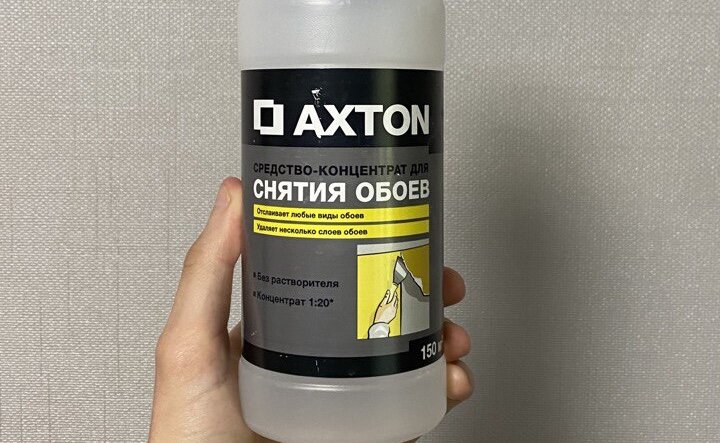 AXTON
СРЕДСТВО-КОНЦЕНТРАТ ДЛЯ
СНЯТИЯ ОБОЕВ
Отслаивает любые виды обоев
Удаляет несколько слоев обоев
Без растворителя
Концентрат 1:20*
150